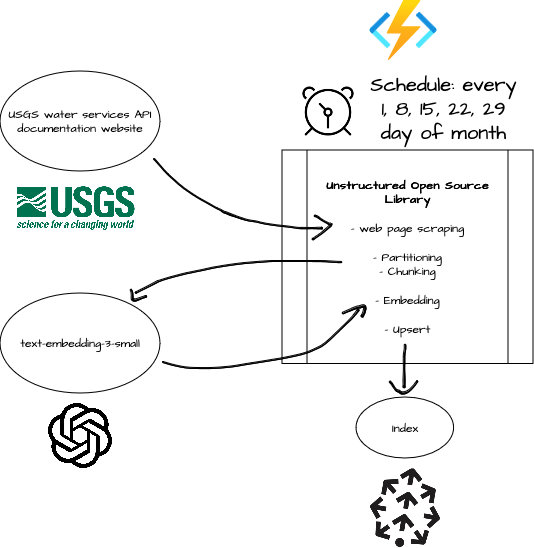 Schedule: every
1, 8, 15, 22, 29
day of month
USGS water services API
documentation website
USGS
science for a changing world
Unstructured Open Source
Library
- web page scraping
- Partitioning
- Chunking
- Embedding
- Upsert
text-embedding-3-small
Index